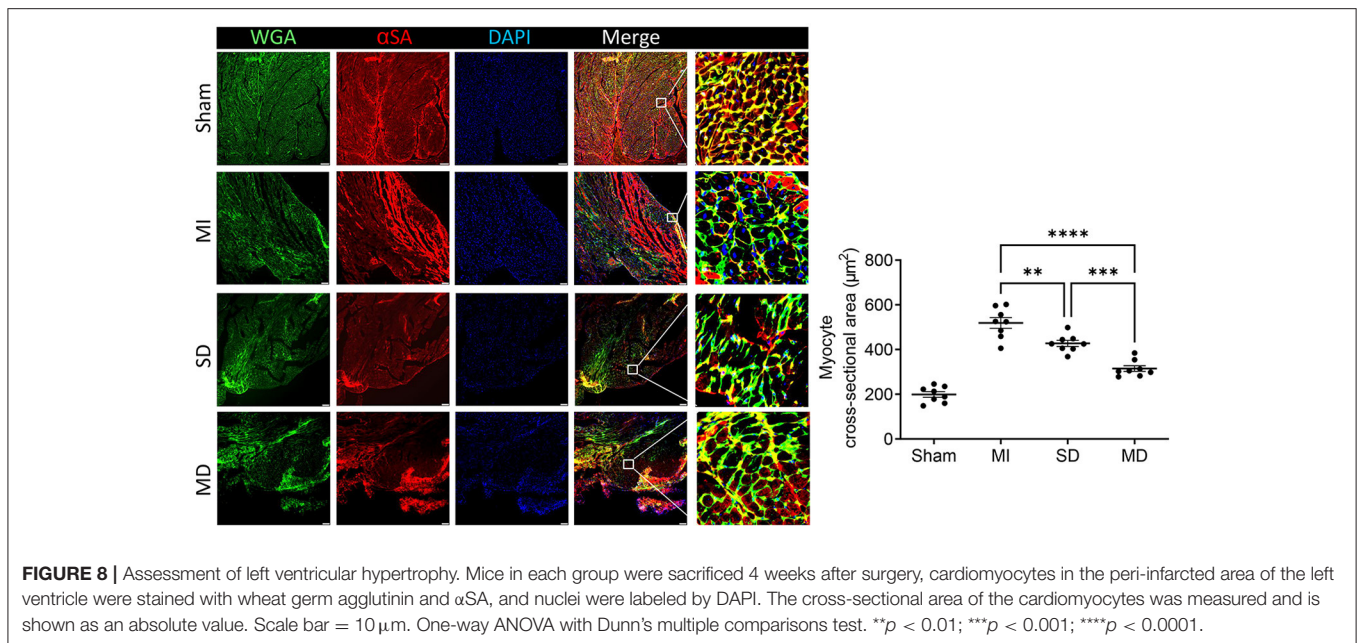 WGA αSA DAPI Merge
Sham
MI
SD
MD
****
** ***
Myocyte
cross-sectional area (µm²)
800
600
400
200
0
Sham MI SD MD
FIGURE 8 | Assessment of left ventricular hypertrophy. Mice in each group were sacrificed 4 weeks after surgery, cardiomyocytes in the peri-infarcted area of the left
ventricle were stained with wheat germ agglutinin and αSA, and nuclei were labeled by DAPI. The cross-sectional area of the cardiomyocytes was measured and is
shown as an absolute value. Scale bar = 10 µm. One-way ANOVA with Dunn's multiple comparisons test. **p < 0.01; ***p < 0.001; ****p < 0.0001.